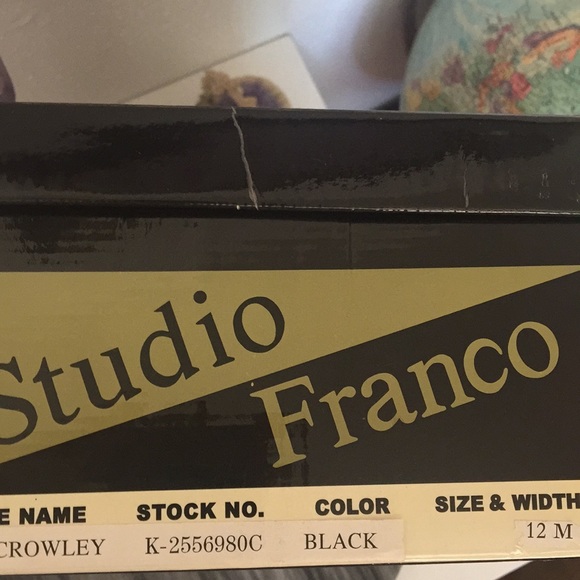 Studio
Franco
E NAME STOCK NO. COLOR SIZE & WIDTH
CROWLEY K-2556980C BLACK 12 M